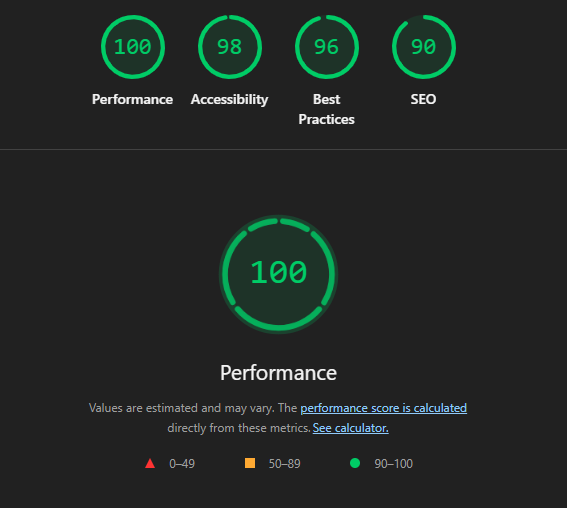 100 98 96 90
Performance Accessibility Best Practices SEO
100
Performance
Values are estimated and may vary. The performance score is calculated
directly from these metrics. See calculator.
0–49 50–89 90–100